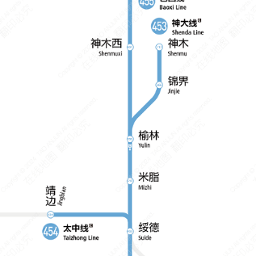 455
Baoxi Line
453
神大线
Shenda Line
神木西
Shenmuxi
神木
Shenmu
锦界
Jinjie
榆林
Yulin
米脂
Mizhi
靖边
Jingbian
454
太中线
Taizhong Line
绥德
Suide